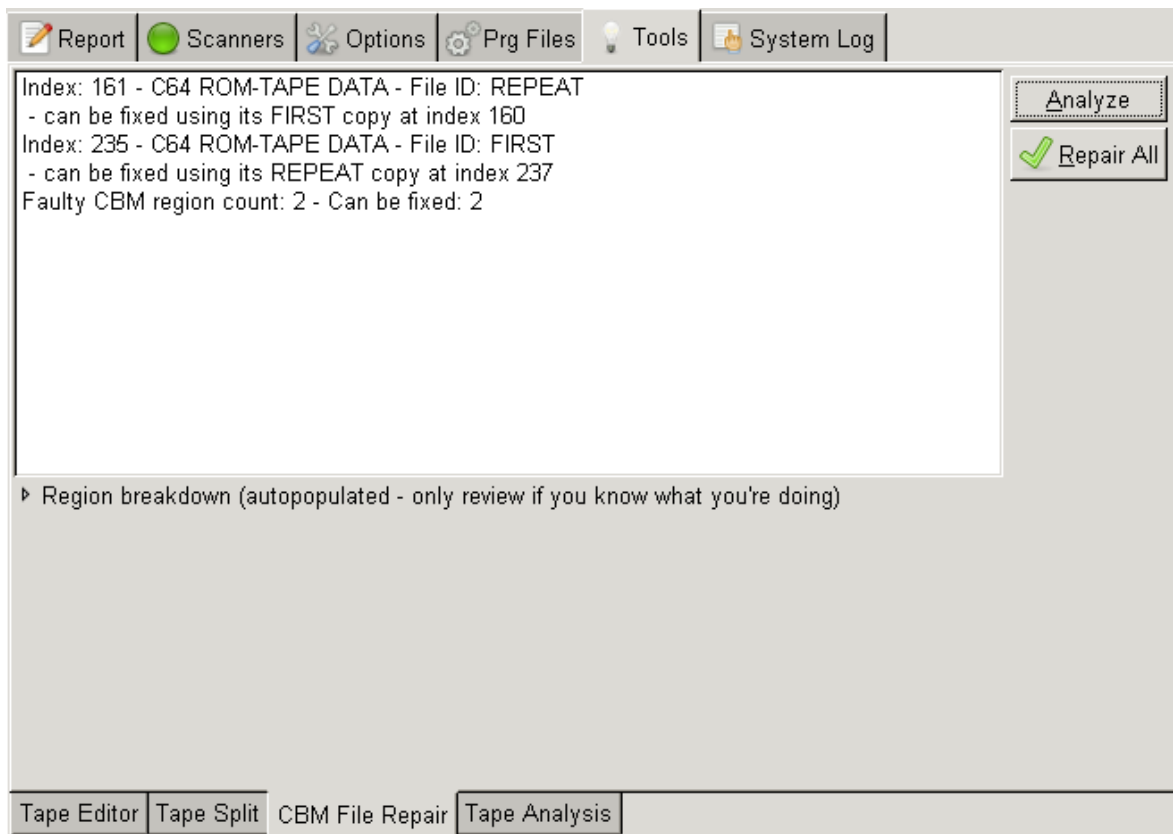 Report Scanners Options Prg Files Tools System Log
Index: 161 - C64 ROM-TAPE DATA - File ID: REPEAT
- can be fixed using its FIRST copy at index 160
Index: 235 - C64 ROM-TAPE DATA - File ID: FIRST
- can be fixed using its REPEAT copy at index 237
Faulty CBM region count: 2 - Can be fixed: 2
Analyze
Repair All
Region breakdown (autopopulated - only review if you know what you're doing)
Tape Editor Tape Split CBM File Repair Tape Analysis